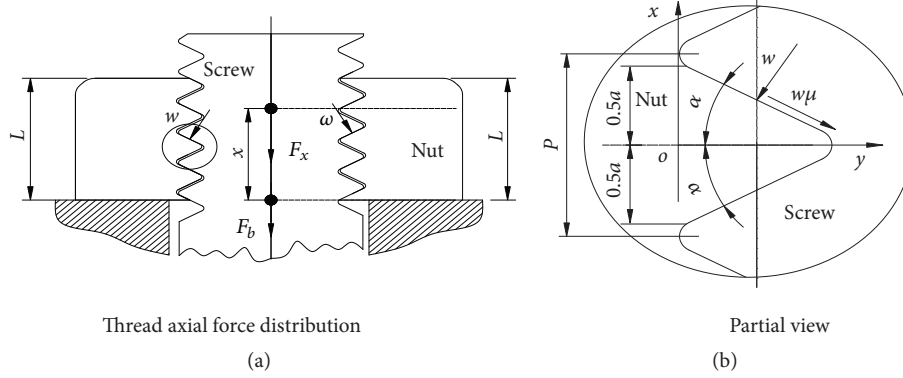 Screw
w
ω
L
x
F_x
Nut
L
F_b
Thread axial force distribution
(a)
x
w
wμ
Nut
α
0.5a
P
o
y
0.5a
α
Screw
Partial view
(b)